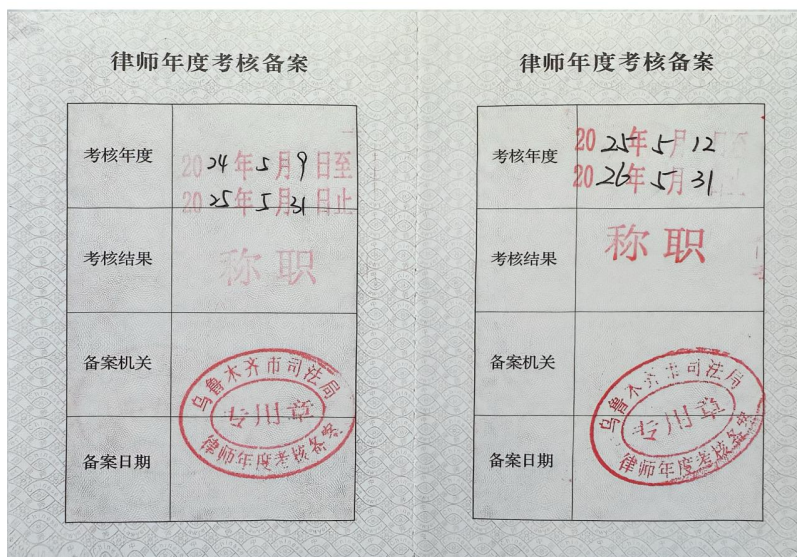 律师年度考核备案
考核年度
2024年5月9日至
2025年5月31日止
考核结果
称职
备案机关
乌鲁木齐市司法局
专用章
律师年度考核备案
备案日期
律师年度考核备案
考核年度
2025年5月12日至
2026年5月31日止
考核结果
称职
备案机关
乌鲁木齐市司法局
专用章
律师年度考核备案
备案日期